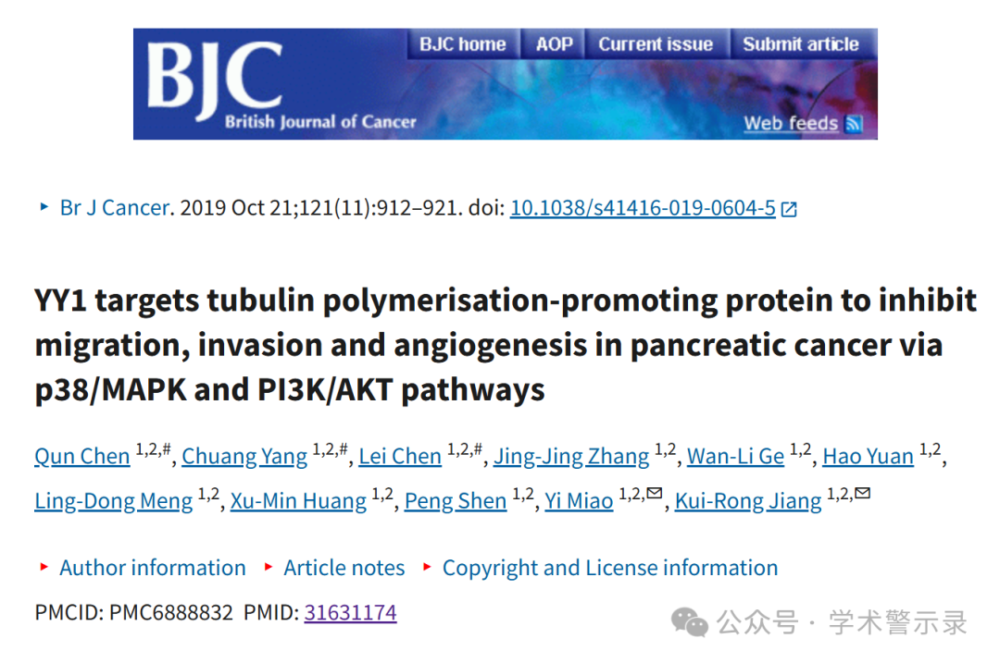 BJC home AOP Current issue Submit article
BJC
British Journal of Cancer
Web feeds
Br J Cancer. 2019 Oct 21;121(11):912–921. doi: 10.1038/s41416-019-0604-5
YY1 targets tubulin polymerisation-promoting protein to inhibit
migration, invasion and angiogenesis in pancreatic cancer via
p38/MAPK and PI3K/AKT pathways
Qun Chen 1,2,#, Chuang Yang 1,2,#, Lei Chen 1,2,#, Jing-Jing Zhang 1,2, Wan-Li Ge 1,2, Hao Yuan 1,2,
Ling-Dong Meng 1,2, Xu-Min Huang 1,2, Peng Shen 1,2, Yi Miao 1,2,✉, Kui-Rong Jiang 1,2,✉
Author information Article notes Copyright and License information
PMCID: PMC6888832 PMID: 31631174
公众号 · 学术警示录